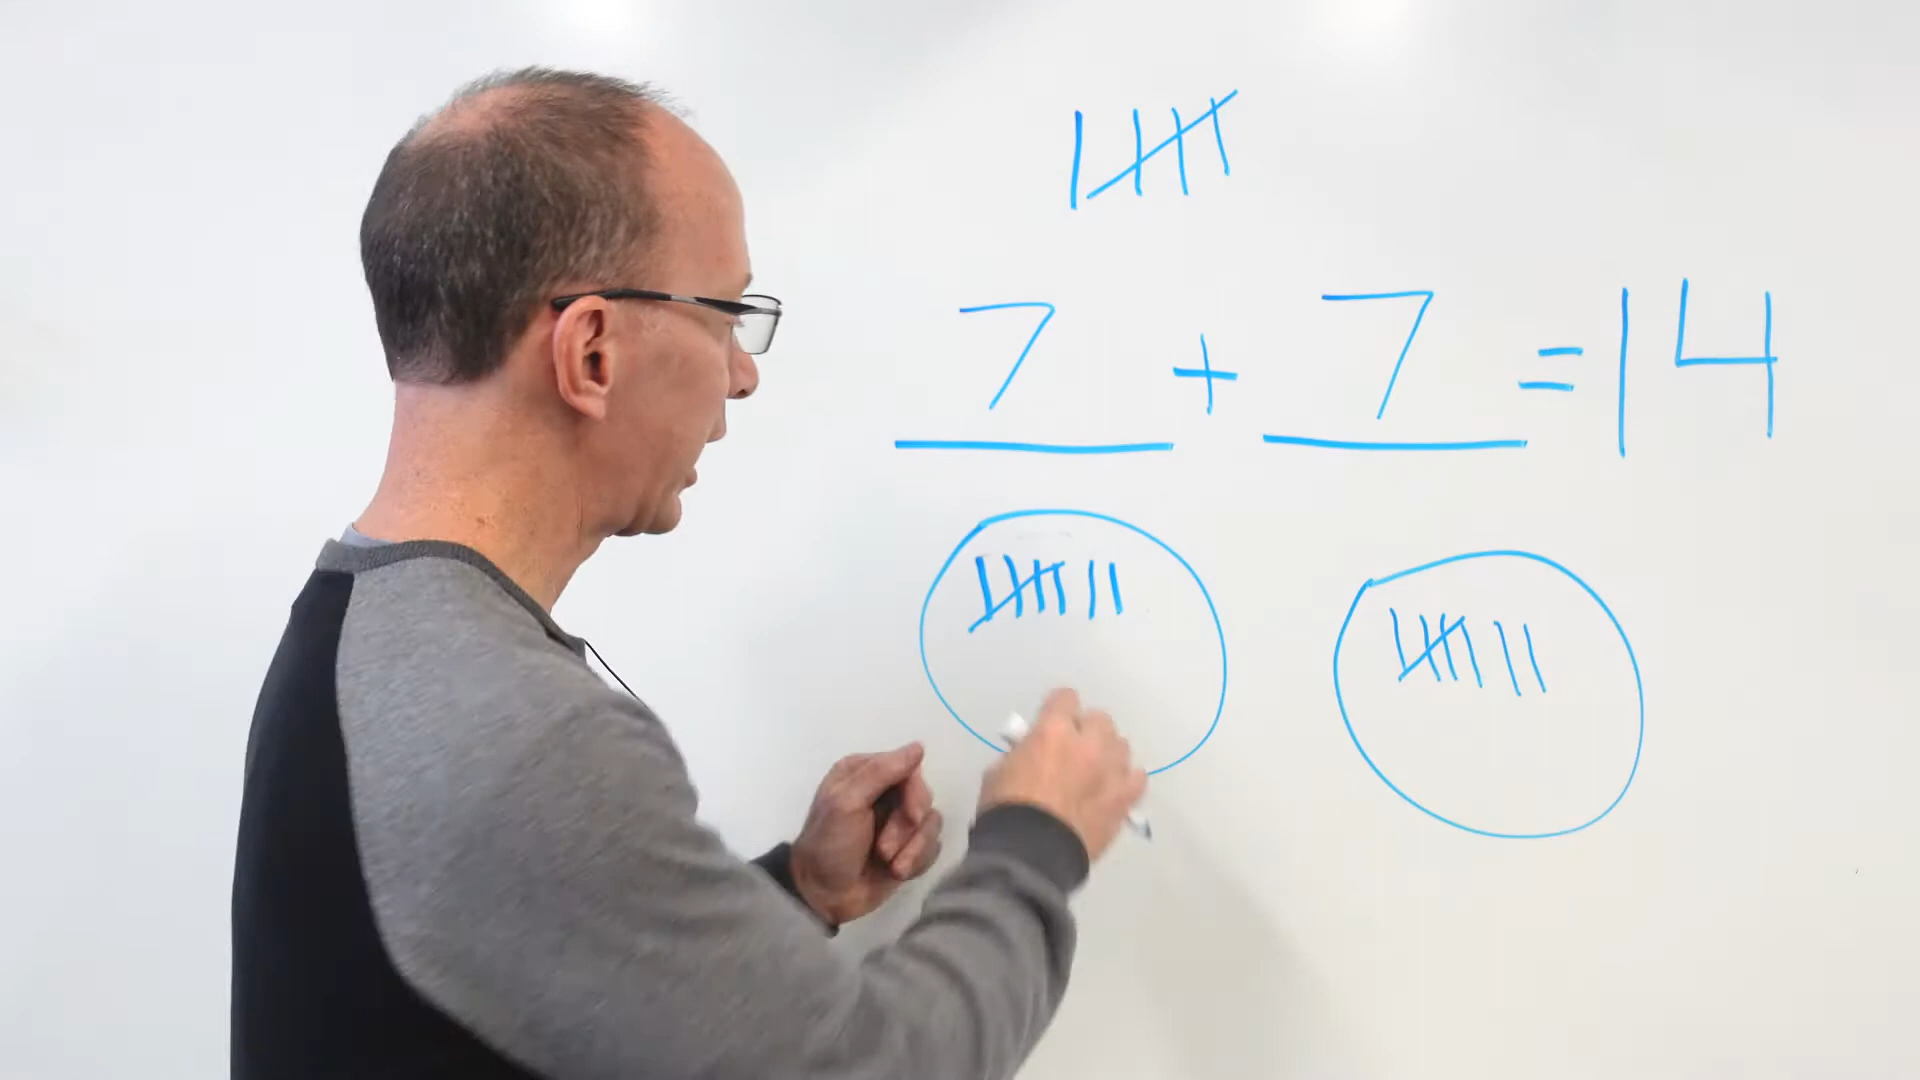 7 + 7 = 14